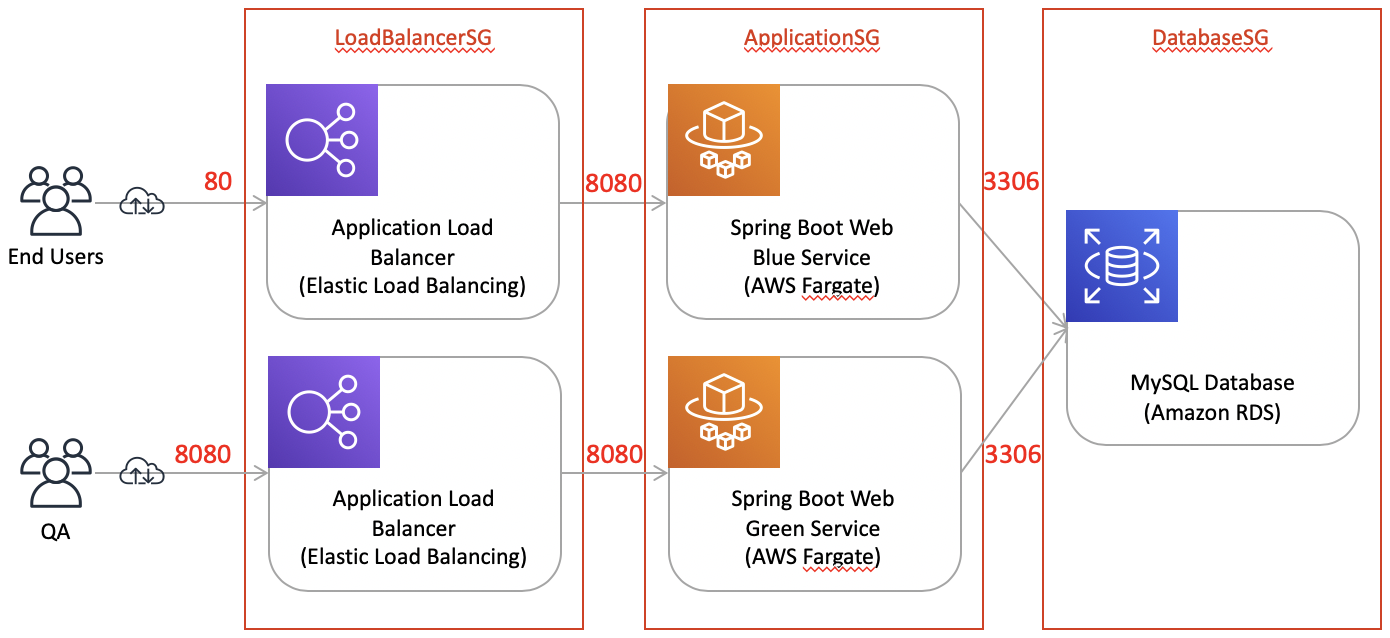 LoadBalancerSG
ApplicationSG
DatabaseSG
80
8080
3306
End Users
Application Load
Balancer
(Elastic Load Balancing)
Spring Boot Web
Blue Service
(AWS Fargate)
MySQL Database
(Amazon RDS)
8080
8080
3306
QA
Application Load
Balancer
(Elastic Load Balancing)
Spring Boot Web
Green Service
(AWS Fargate)